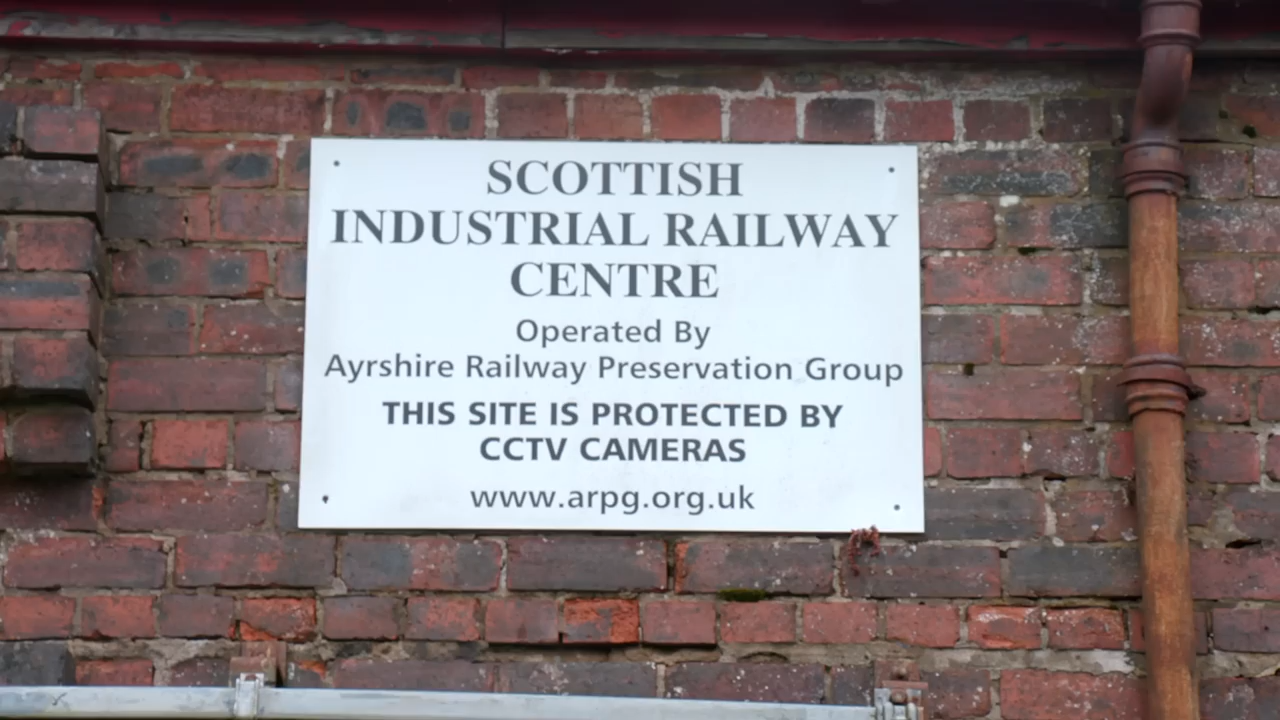 SCOTTISH
INDUSTRIAL RAILWAY
CENTRE
Operated By
Ayrshire Railway Preservation Group
THIS SITE IS PROTECTED BY
CCTV CAMERAS
www.arpg.org.uk